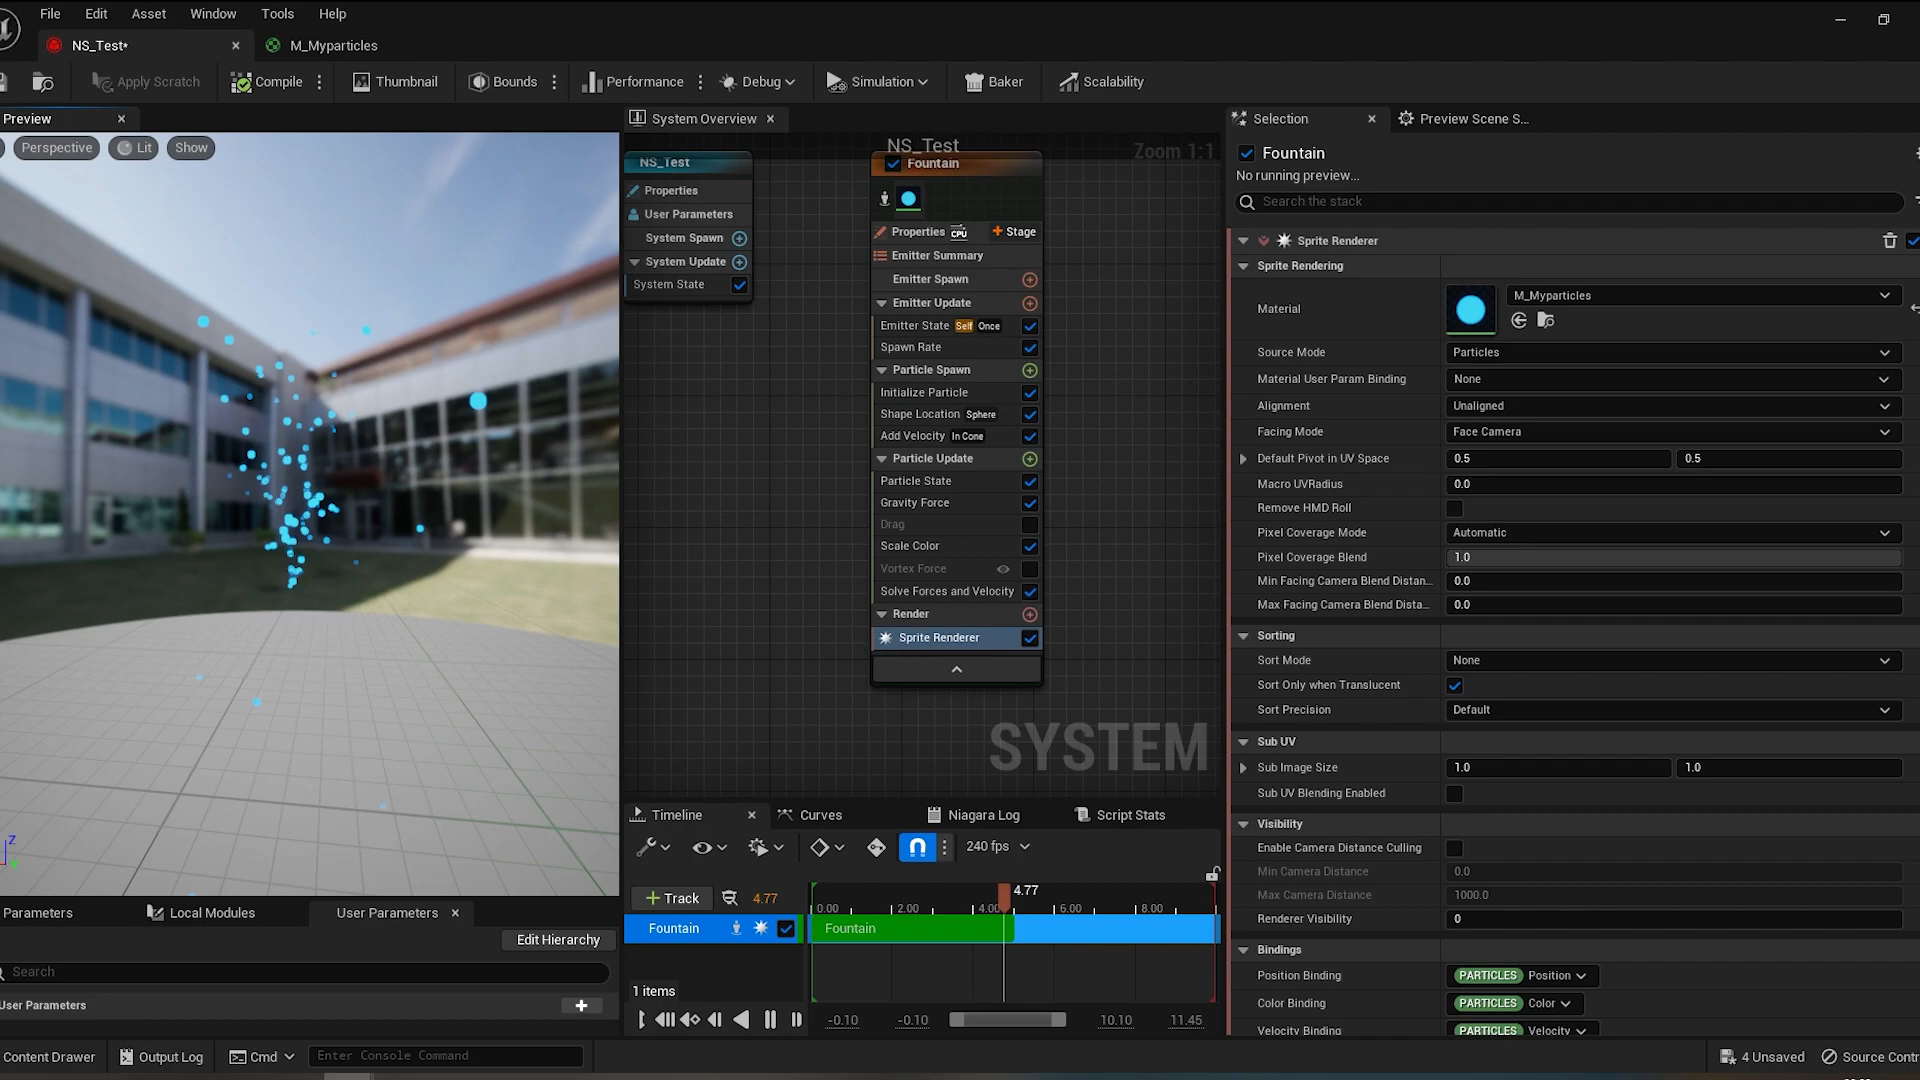 File Edit Asset Window Tools Help
NS_Test* M_Myparticles
Apply Scratch Compile Thumbnail Bounds Performance Debug Simulation Baker Scalability
Preview
Perspective Lit Show
System Overview
NS_Test
Zoom 1:1
NS_Test
Properties
User Parameters
System Spawn
System Update
System State
Fountain
Properties CPU Stage
Emitter Summary
Emitter Spawn
Emitter Update
Emitter State Self Once
Spawn Rate
Particle Spawn
Initialize Particle
Shape Location Sphere
Add Velocity In Cone
Particle Update
Particle State
Gravity Force
Drag
Scale Color
Vortex Force
Solve Forces and Velocity
Render
Sprite Renderer
SYSTEM
Selection Preview Scene S...
Fountain
No running preview...
Search the stack
Sprite Renderer
Sprite Rendering
Material M_Myparticles
Source Mode Particles
Material User Param Binding None
Alignment Unaligned
Facing Mode Face Camera
Default Pivot in UV Space 0.5 0.5
Macro UVRadius 0.0
Remove HMD Roll
Pixel Coverage Mode Automatic
Pixel Coverage Blend 1.0
Min Facing Camera Blend Distan... 0.0
Max Facing Camera Blend Dista... 0.0
Sorting
Sort Mode None
Sort Only when Translucent
Sort Precision Default
Sub UV
Sub Image Size 1.0 1.0
Sub UV Blending Enabled
Visibility
Enable Camera Distance Culling
Min Camera Distance 0.0
Max Camera Distance 1000.0
Renderer Visibility 0
Bindings
Position Binding PARTICLES Position
Color Binding PARTICLES Color
Velocity Binding PARTICLES Velocity
Z
Timeline Curves Niagara Log Script Stats
240 fps
Track 4.77 4.77
0.00 2.00 4.00 6.00 8.00
Fountain Fountain
1 items
-0.10 -0.10 10.10 11.45
Parameters Local Modules User Parameters
Edit Hierarchy
Search
User Parameters
Content Drawer Output Log Cmd Enter Console Command 4 Unsaved Source Contr